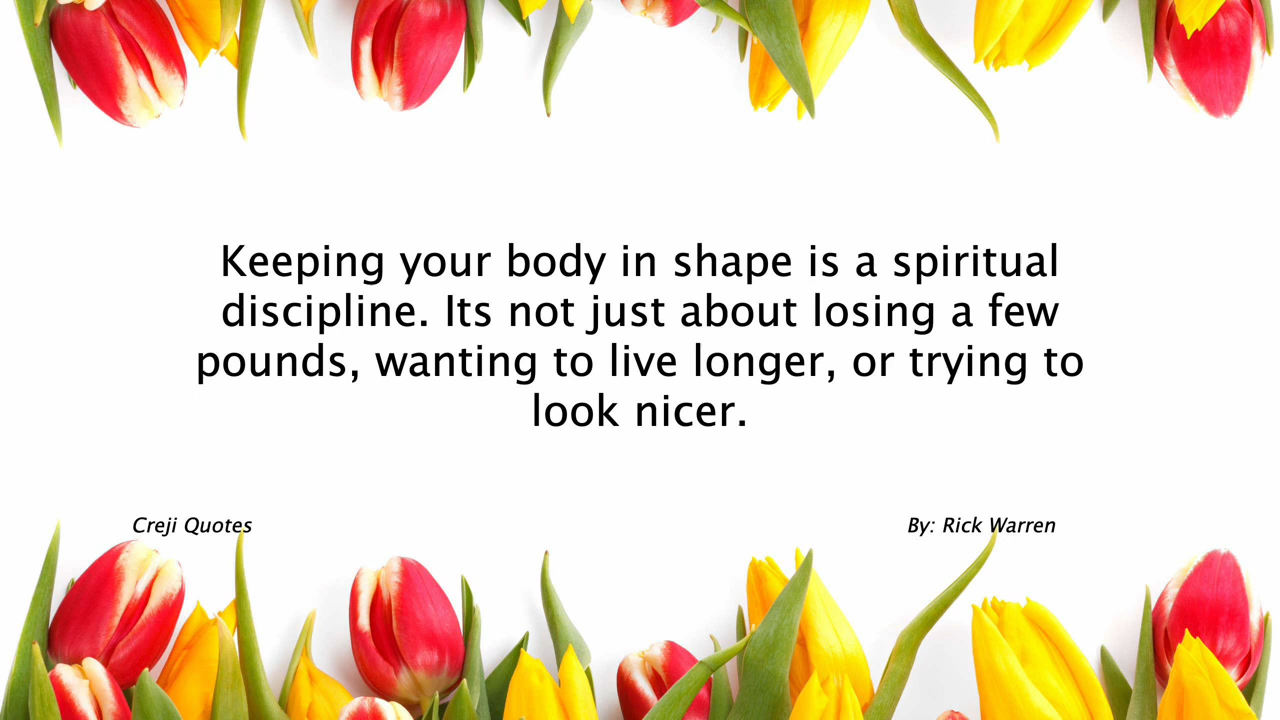 Keeping your body in shape is a spiritual
discipline. Its not just about losing a few
pounds, wanting to live longer, or trying to
look nicer.
Creji Quotes
By: Rick Warren